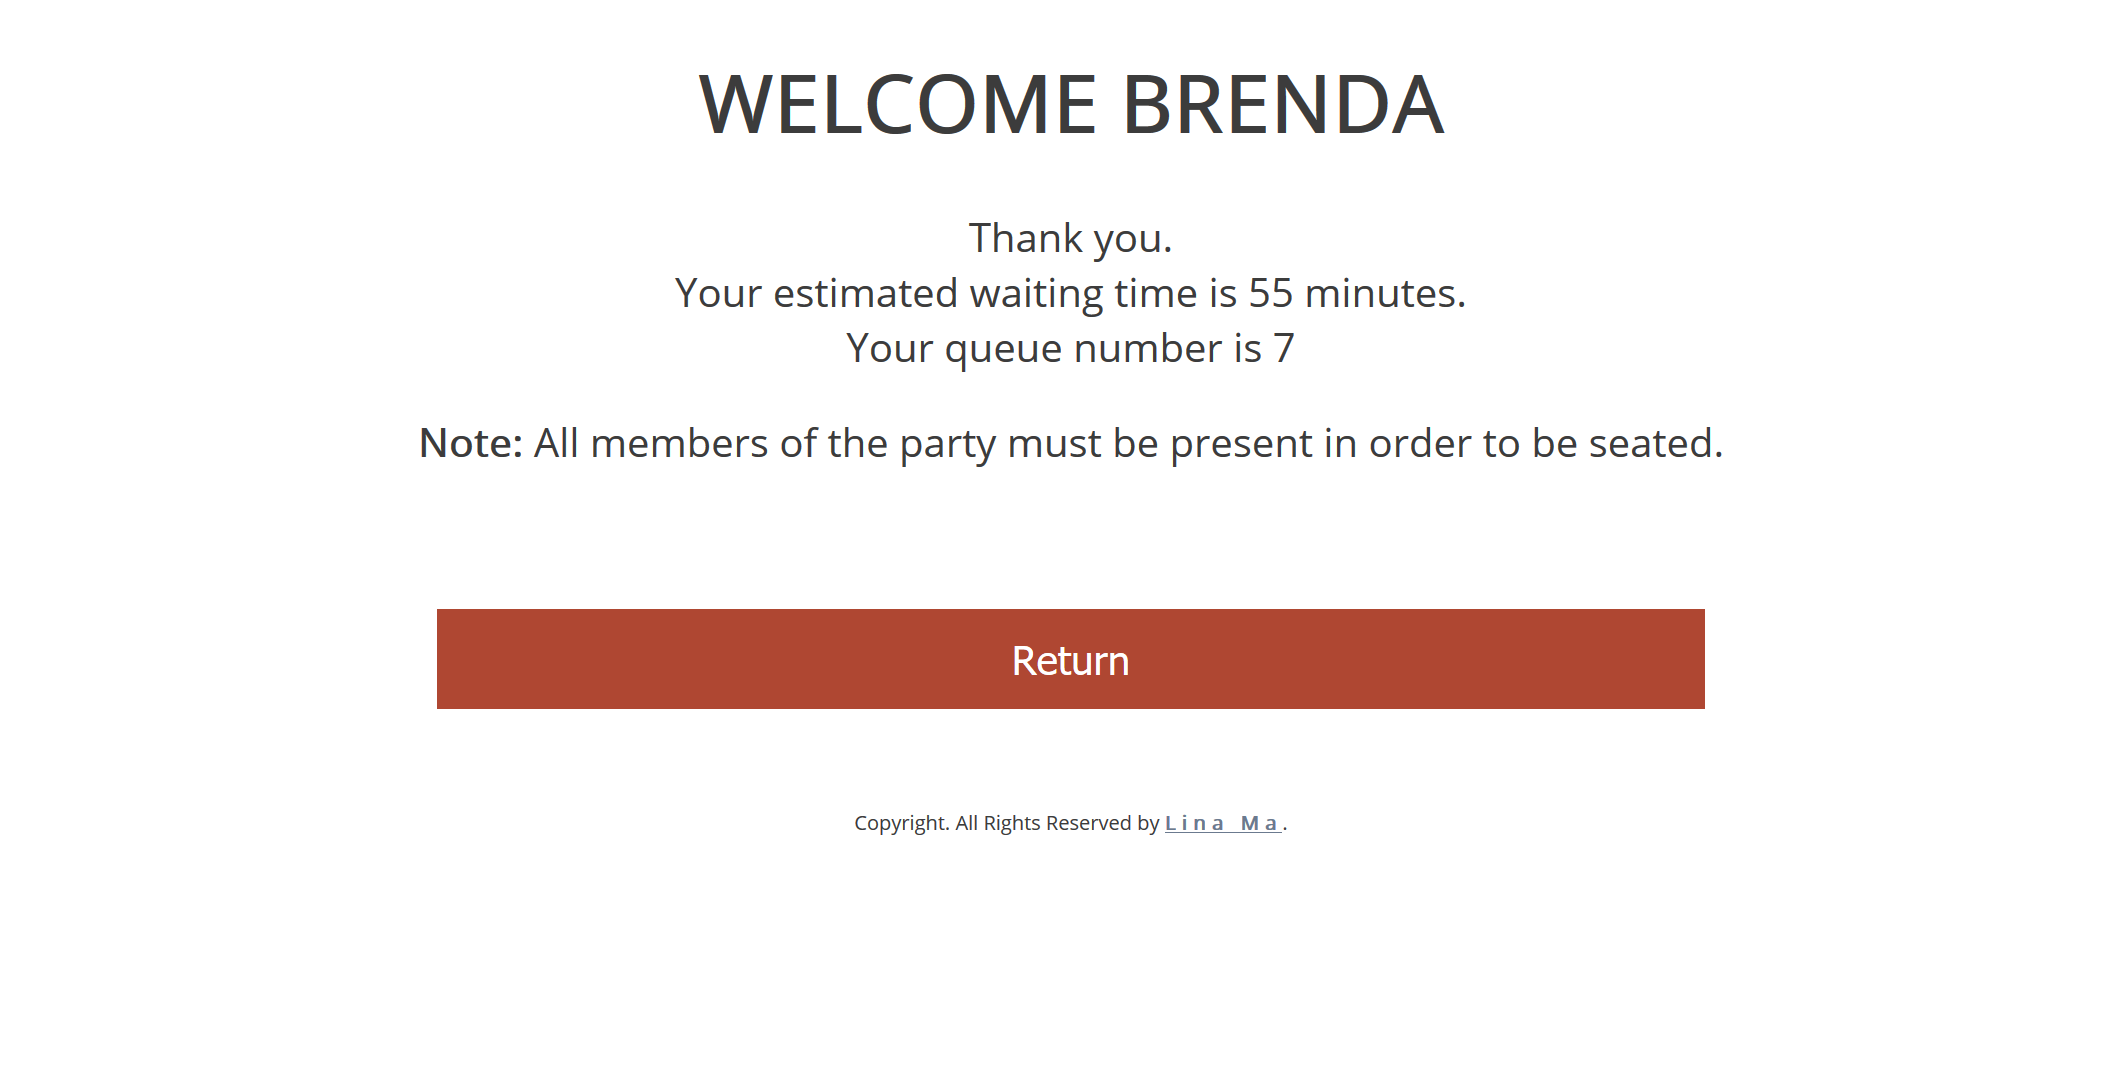 WELCOME BRENDA
Thank you.
Your estimated waiting time is 55 minutes.
Your queue number is 7
Note: All members of the party must be present in order to be seated.
Return
Copyright. All Rights Reserved by Lina Ma.